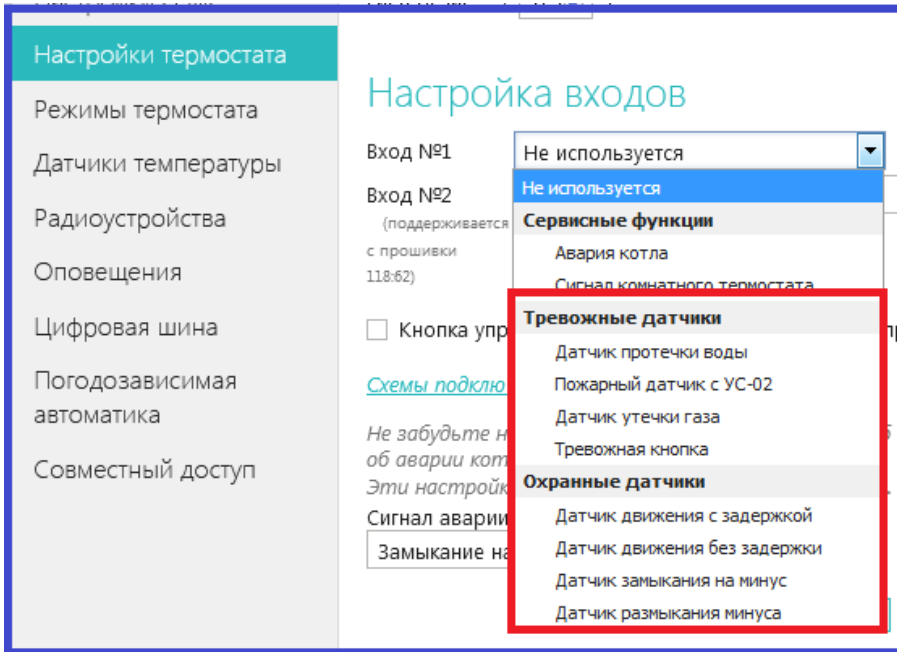 Настройки термостата
Режимы термостата
Датчики температуры
Радиоустройства
Оповещения
Цифровая шина
Погодозависимая
автоматика
Совместный доступ
Настройка входов
Вход №1
Не используется
Вход №2
(поддерживается
с прошивки
118:62)
Не используется
Сервисные функции
Авария котла
Сигнал комнатного термостата
Тревожные датчики
Датчик протечки воды
Пожарный датчик с УС-02
Датчик утечки газа
Тревожная кнопка
Охранные датчики
Датчик движения с задержкой
Датчик движения без задержки
Датчик замыкания на минус
Датчик размыкания минуса
Кнопка упр
Схемы подклю
Не забудьте н
об аварии кот
Эти настройк
Сигнал аварии
Замыкание на